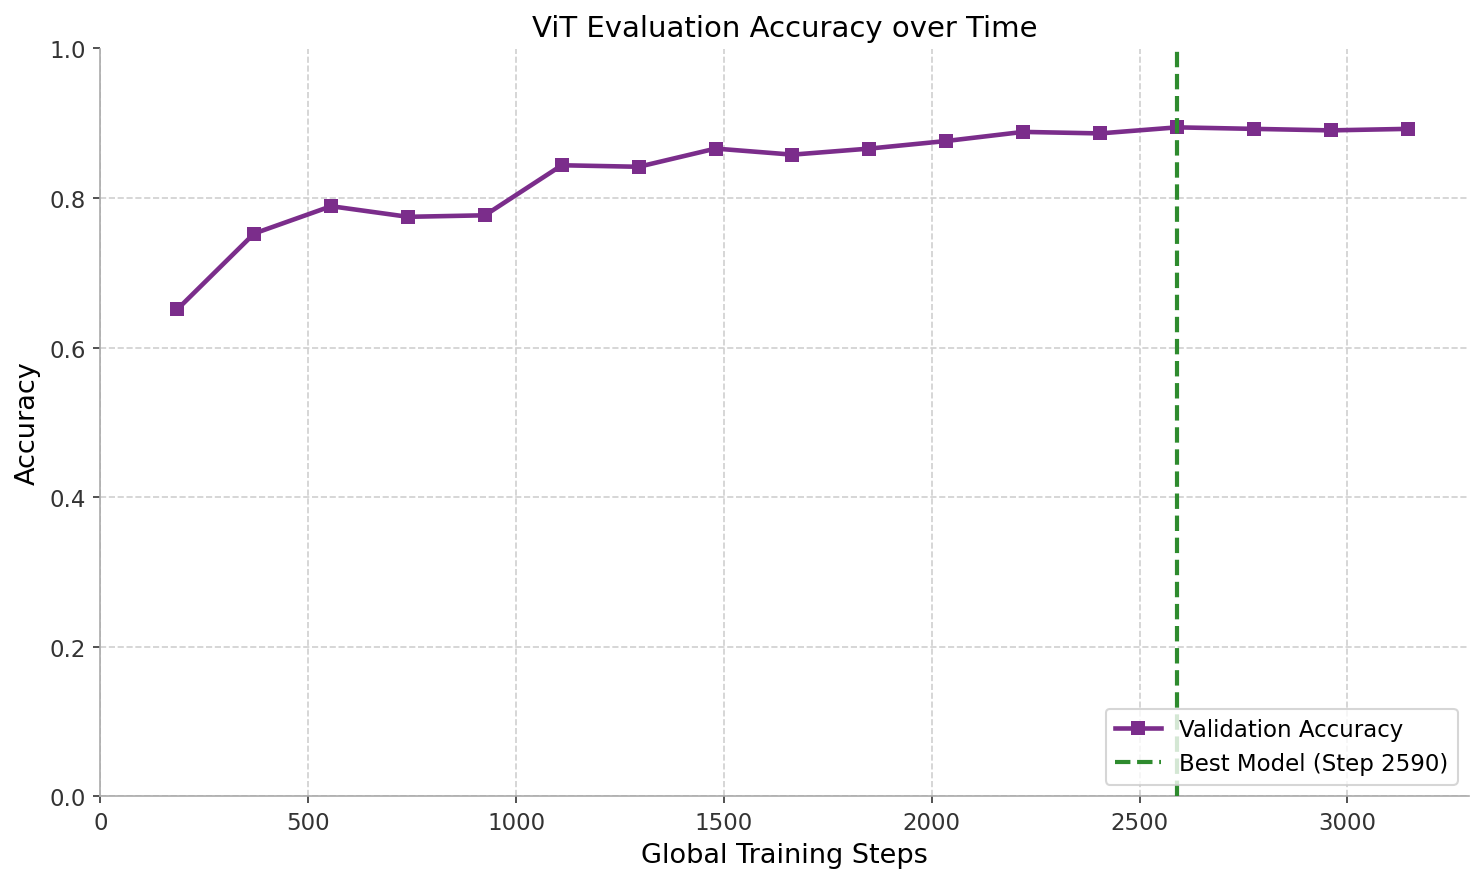 ViT Evaluation Accuracy over Time
Accuracy
1.0
0.8
0.6
0.4
0.2
0.0
0 500 1000 1500 2000 2500 3000
Global Training Steps
Validation Accuracy
Best Model (Step 2590)